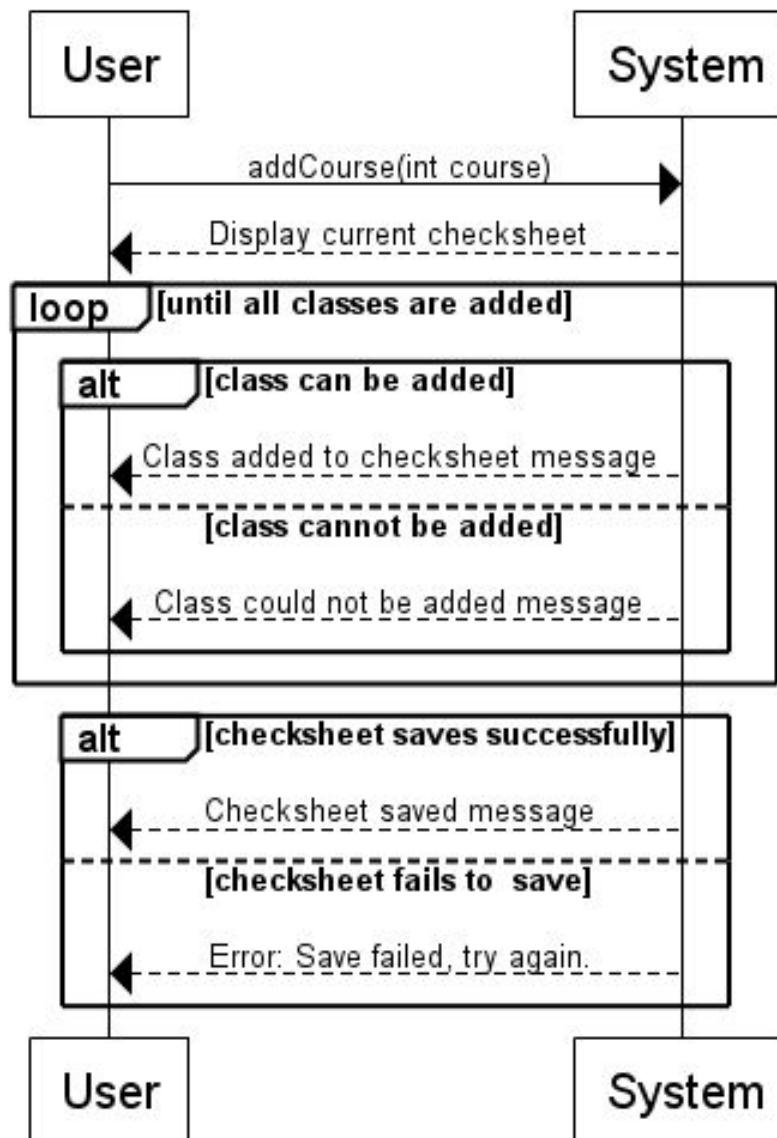 User
System
addCourse(int course)
Display current checksheet
loop
[until all classes are added]
alt
[class can be added]
Class added to checksheet message
[class cannot be added]
Class could not be added message
alt
[checksheet saves successfully]
Checksheet saved message
[checksheet fails to  save]
Error: Save failed, try again.
User
System